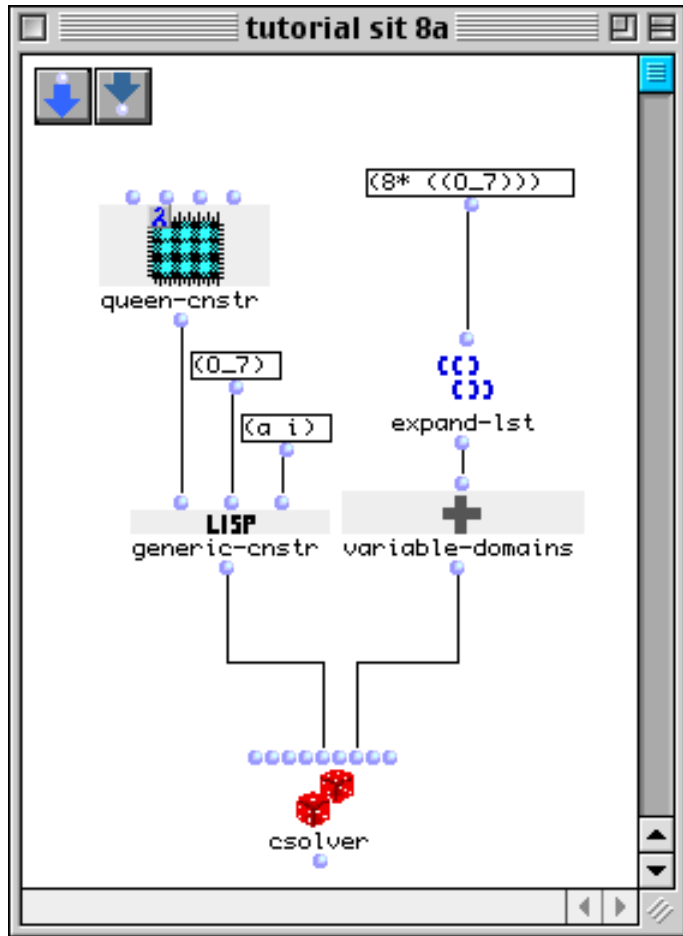 tutorial sit 8a
(8* ((0_7)))
queen-cnstr
(0_7)
(a i)
expand-lst
LISP
generic-cnstr
variable-domains
csolver